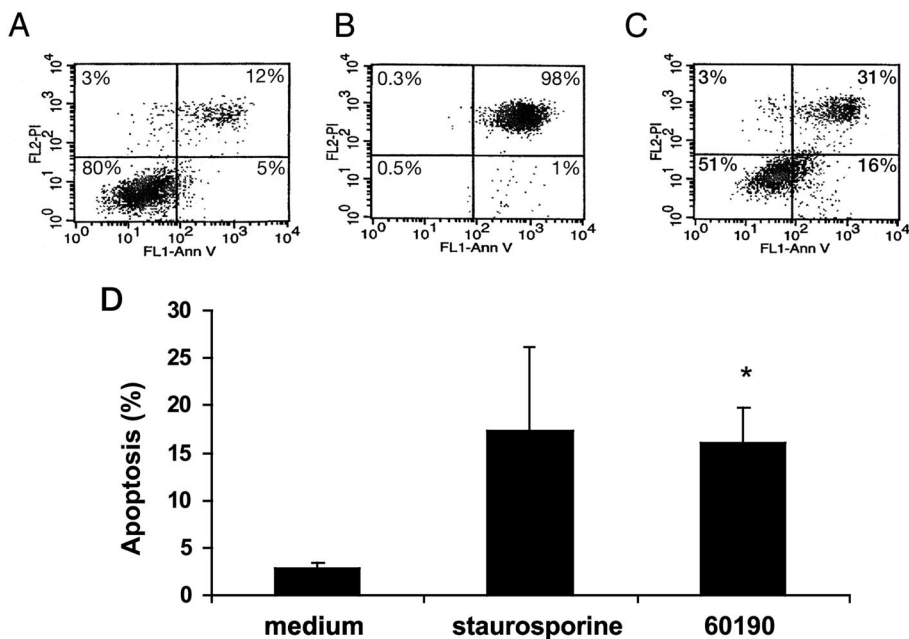 A
B
C
10⁴
10³
10²
10¹
10⁰
FL2-PI
3%
12%
80%
5%
10⁰ 10¹ 10² 10³ 10⁴
FL1-Ann V
10⁴
10³
10²
10¹
10⁰
FL2-PI
0.3%
98%
0.5%
1%
10⁰ 10¹ 10² 10³ 10⁴
FL1-Ann V
10⁴
10³
10²
10¹
10⁰
FL2-PI
3%
31%
51%
16%
10⁰ 10¹ 10² 10³ 10⁴
FL1-Ann V
D
Apoptosis (%)
30
25
20
15
10
5
0
*
medium staurosporine 60190